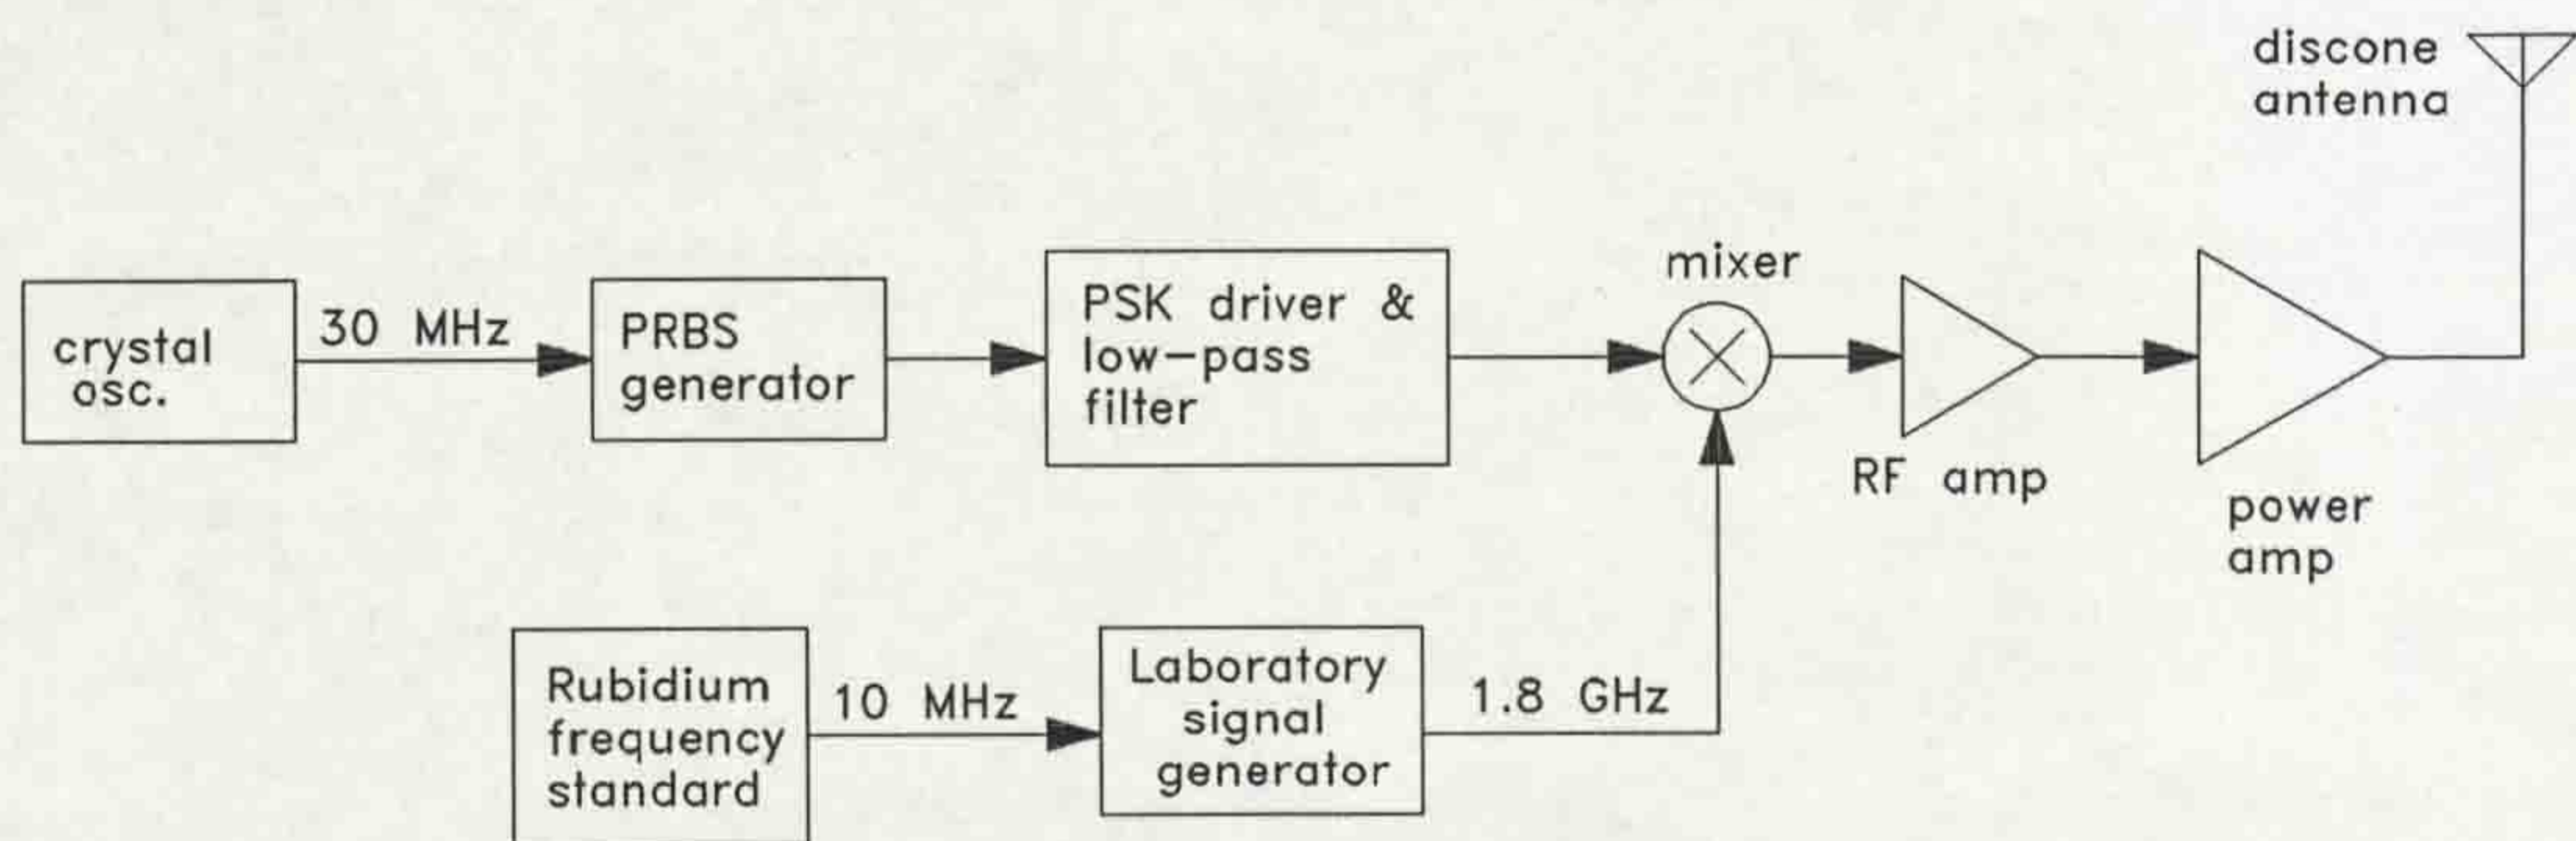 discone
antenna
mixer
crystal
osc.
30 MHz
PRBS
generator
PSK driver &
low-pass
filter
RF amp
power
amp
Rubidium
frequency
standard
10 MHz
Laboratory
signal
generator
1.8 GHz